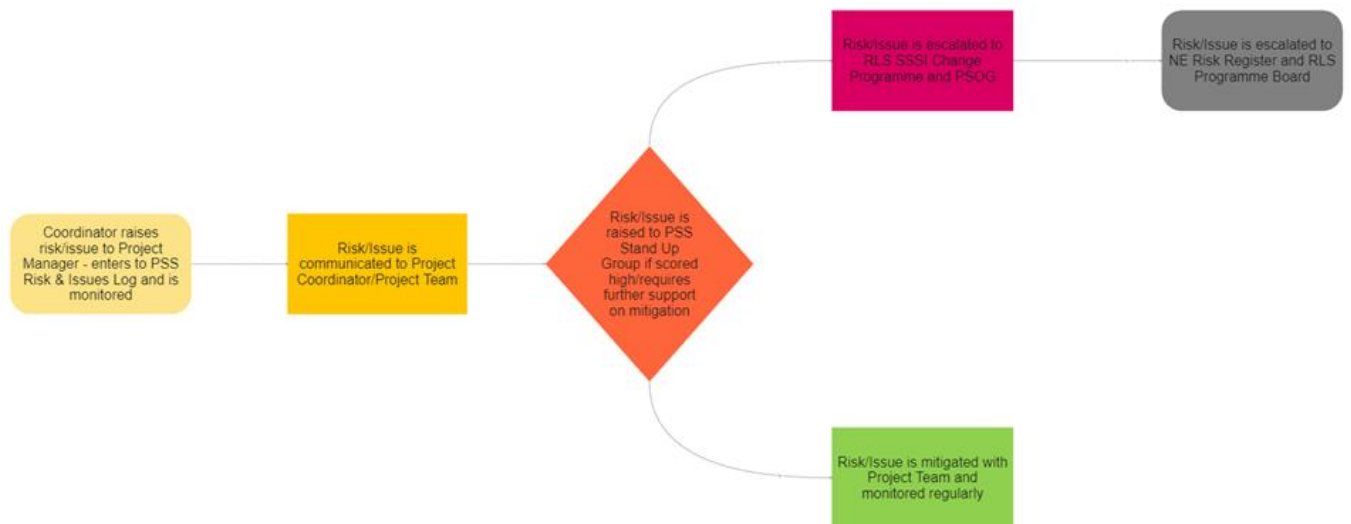 Coordinator raises
risk/issue to Project
Manager - enters to PSS
Risk & Issues Log and is
monitored
Risk/Issue is
communicated to Project
Coordinator/Project Team
Risk/Issue is
raised to PSS
Stand Up
Group if scored
high/requires
further support
on mitigation
Risk/Issue is escalated to
RLS SSSI Change
Programme and PSOG
Risk/Issue is escalated to
NE Risk Register and RLS
Programme Board
Risk/Issue is mitigated with
Project Team and
monitored regularly